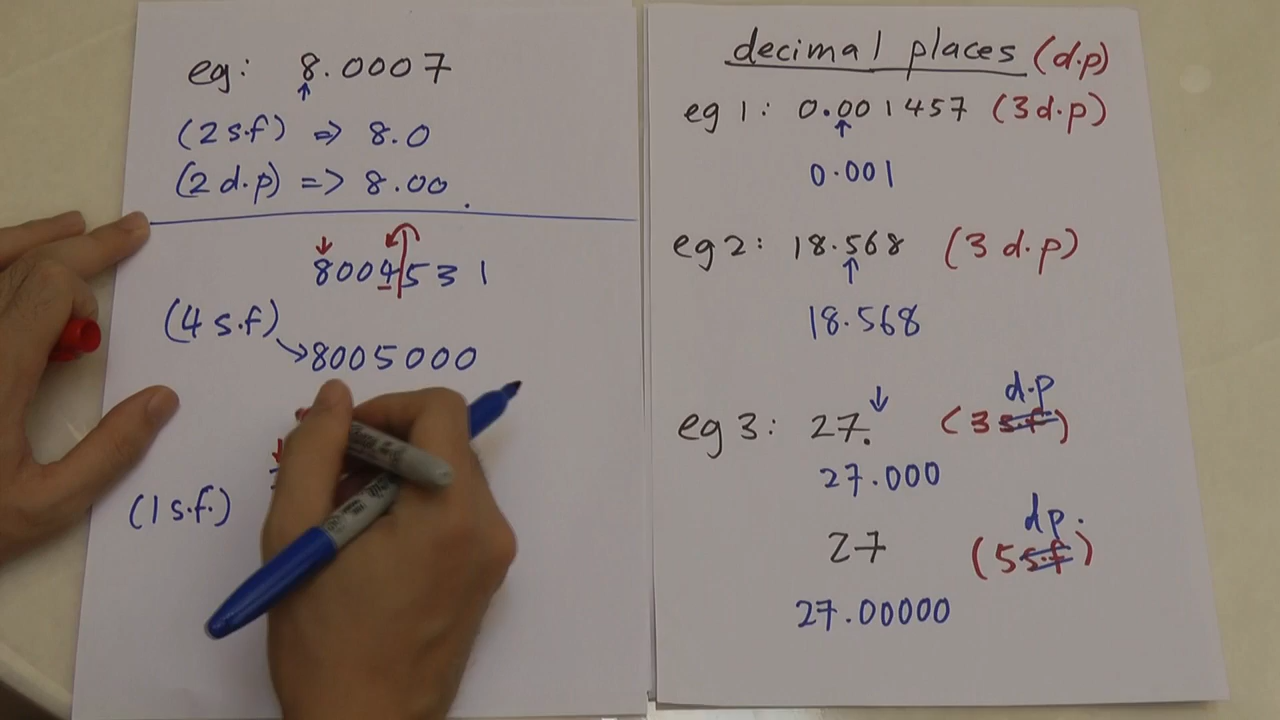 eg: 8.0007
(2 s.f) => 8.0
(2 d.p) => 8.00
8004531
(4 s.f)
8005000
(1 s.f.)
decimal places (d.p)
eg 1: 0.001457 (3 d.p)
0.001
eg 2: 18.568 (3 d.p)
18.568
d.p
eg 3: 27. (3 s.f)
27.000
d.p.
27 (5 s.f)
27.00000